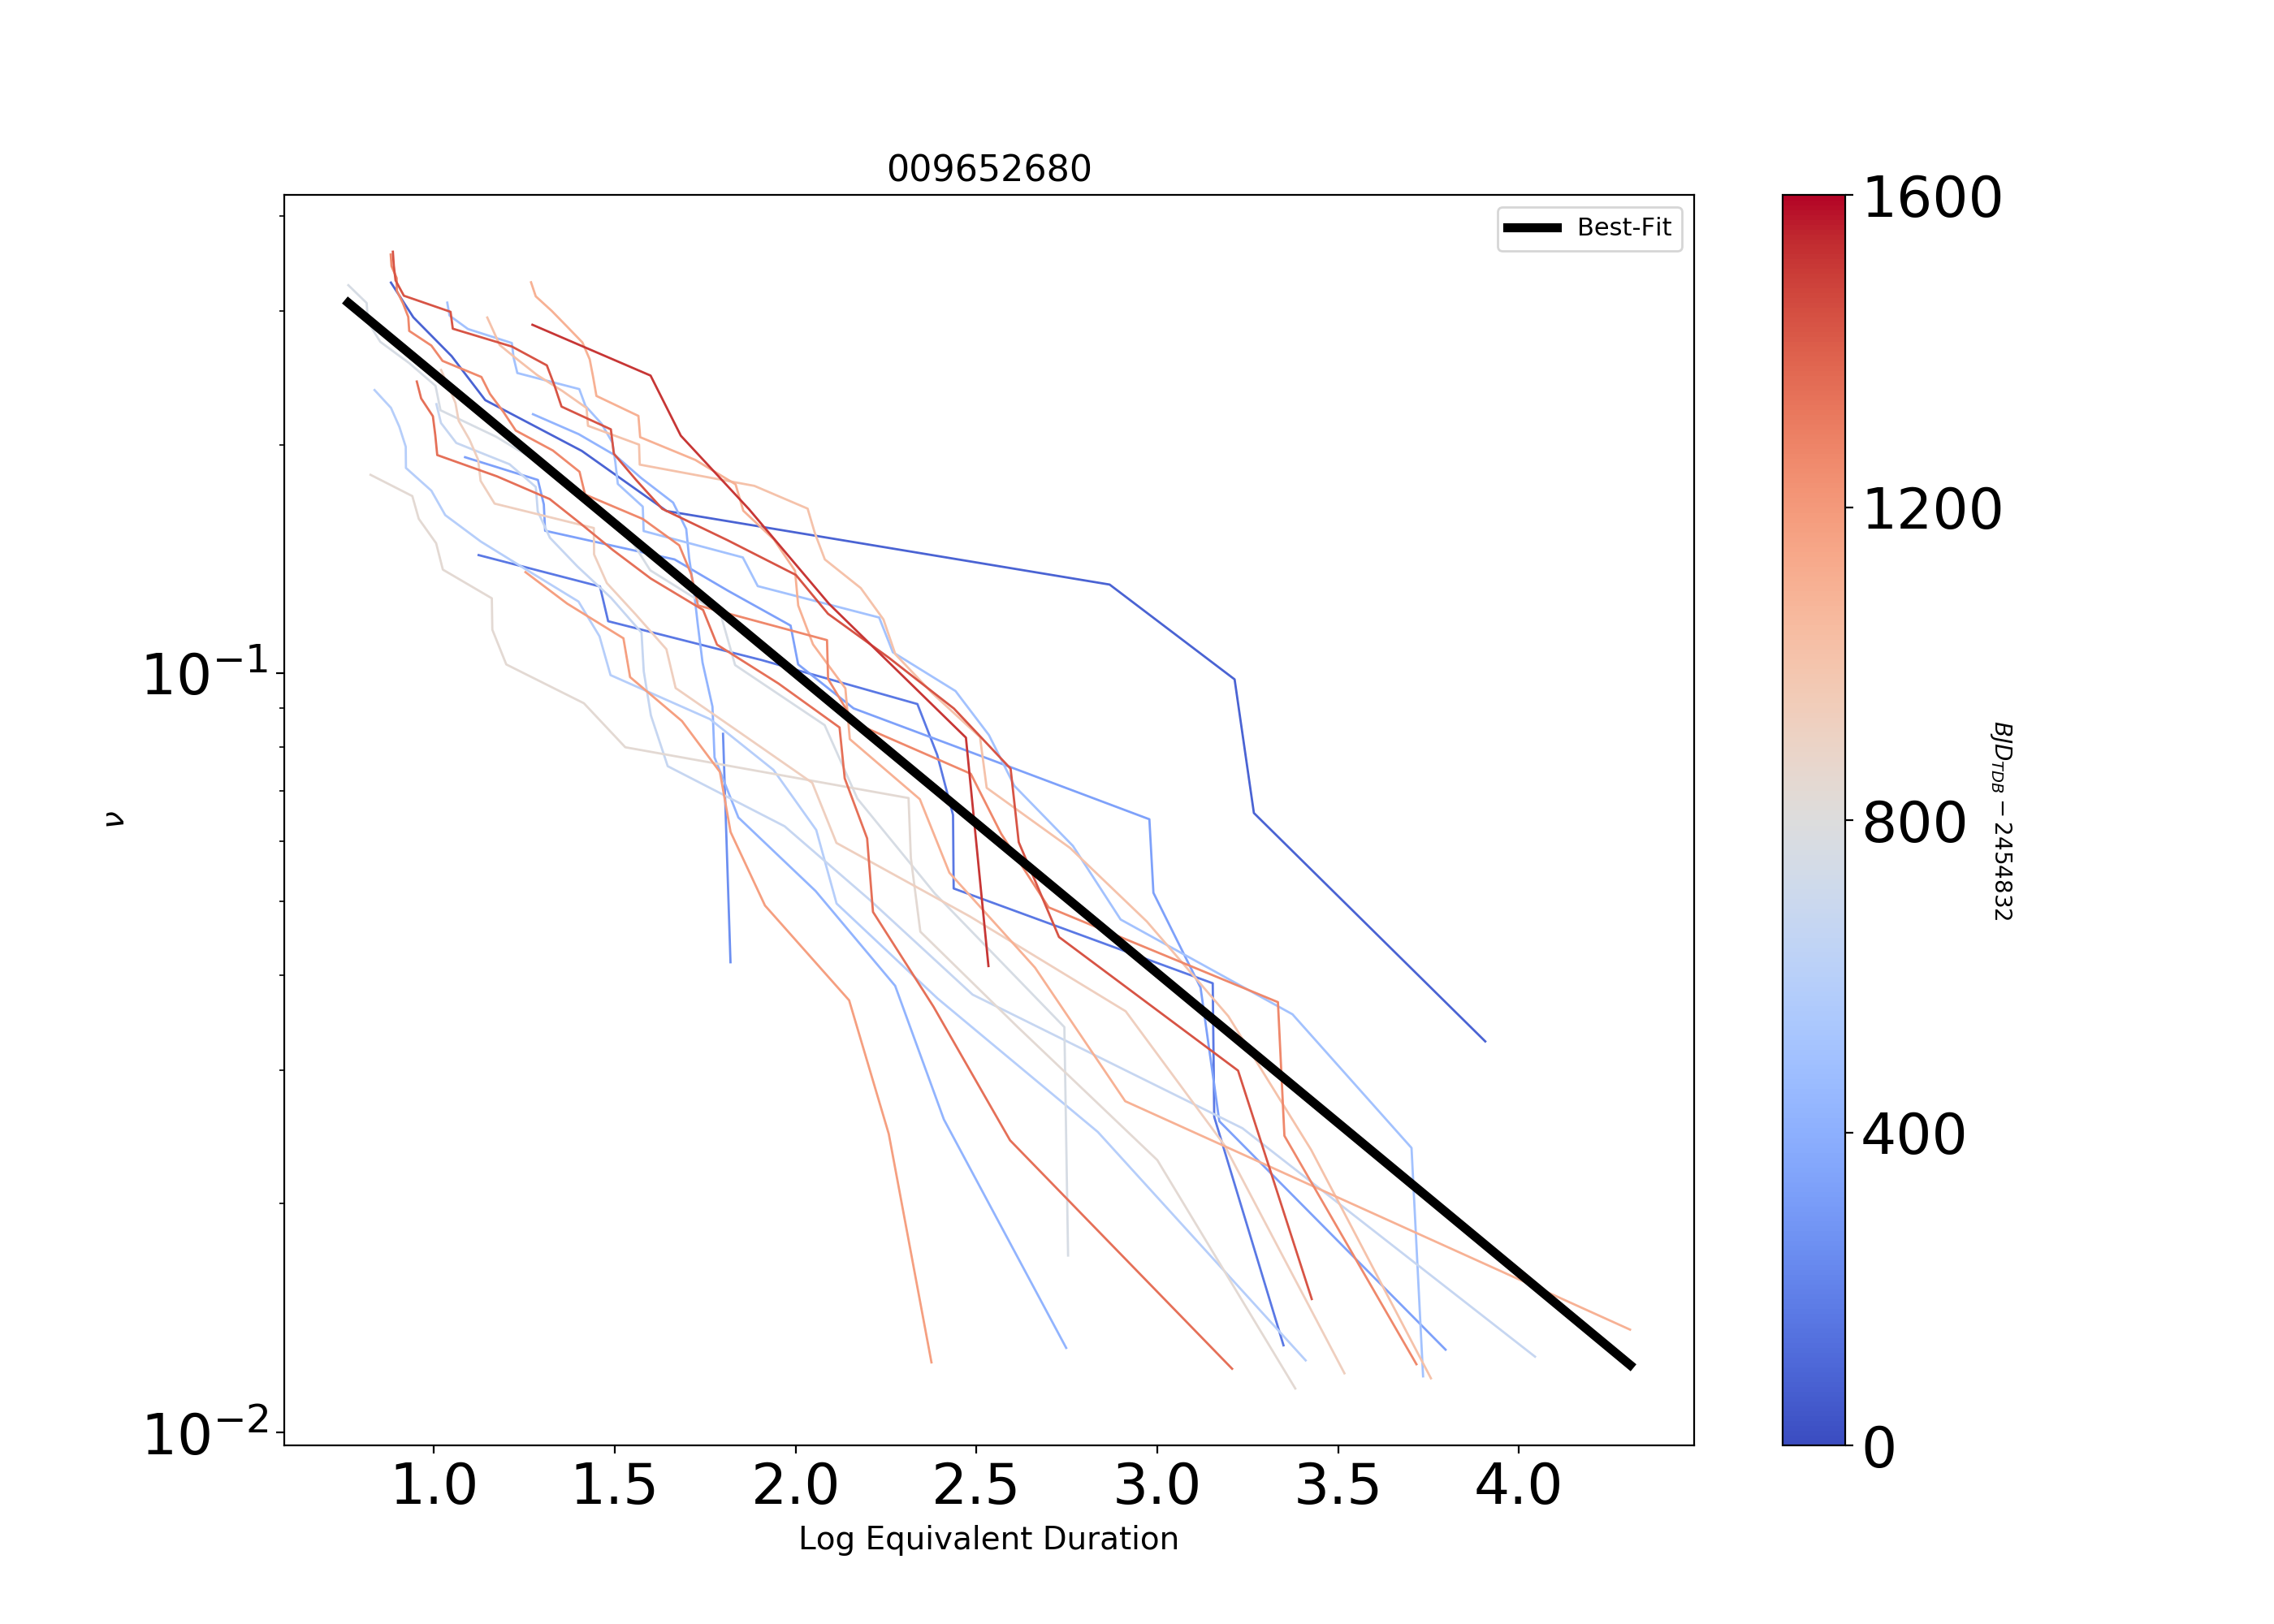 009652680
Best-Fit
ν
10⁻¹
10⁻²
1.0 1.5 2.0 2.5 3.0 3.5 4.0
Log Equivalent Duration
1600
1200
800
400
0
BJD_TDB − 2454832